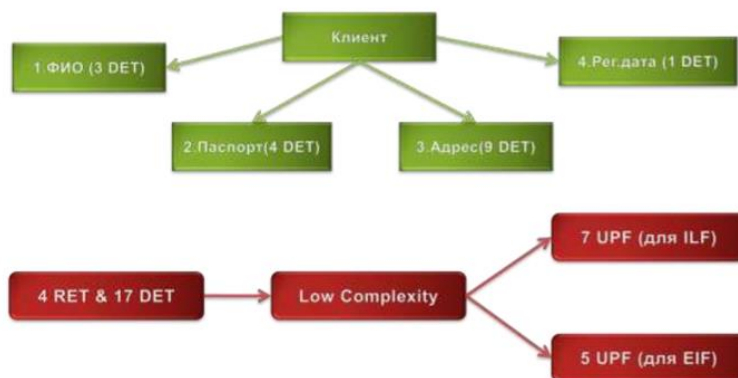 Клиент
1.ФИО (3 DET)
4.Рег.дата (1 DET)
2.Паспорт(4 DET)
3.Адрес(9 DET)
7 UPF (для ILF)
4 RET & 17 DET
Low Complexity
5 UPF (для EIF)